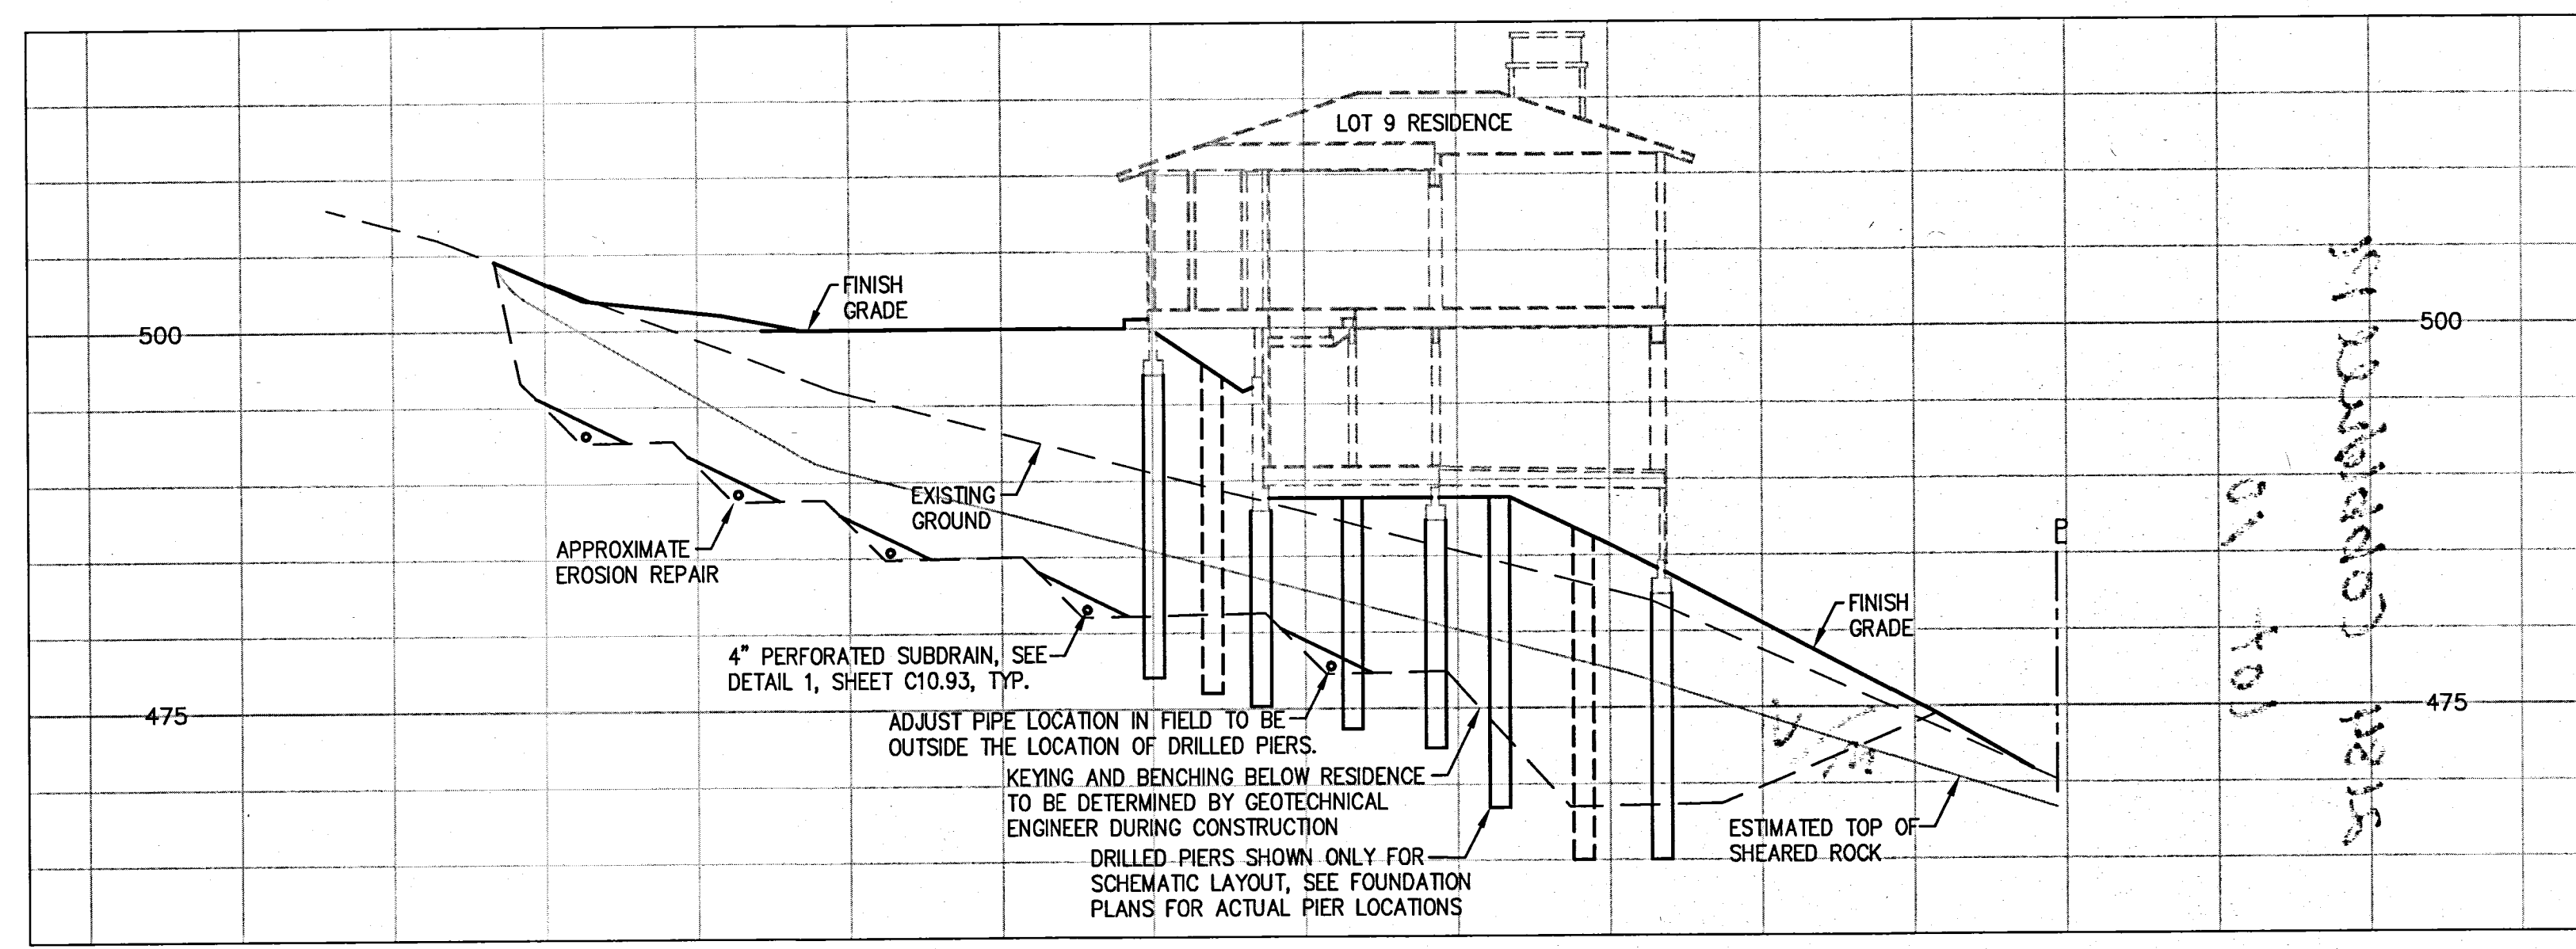 LOT 9 RESIDENCE
FINISH
GRADE
500
500
EXISTING
GROUND
APPROXIMATE
EROSION REPAIR
FINISH
GRADE
4" PERFORATED SUBDRAIN, SEE
DETAIL 1, SHEET C10.93, TYP.
475
475
ADJUST PIPE LOCATION IN FIELD TO BE
OUTSIDE THE LOCATION OF DRILLED PIERS.
KEYING AND BENCHING BELOW RESIDENCE
TO BE DETERMINED BY GEOTECHNICAL
ENGINEER DURING CONSTRUCTION
ESTIMATED TOP OF
SHEARED ROCK
DRILLED PIERS SHOWN ONLY FOR
SCHEMATIC LAYOUT, SEE FOUNDATION
PLANS FOR ACTUAL PIER LOCATIONS
Lot 9